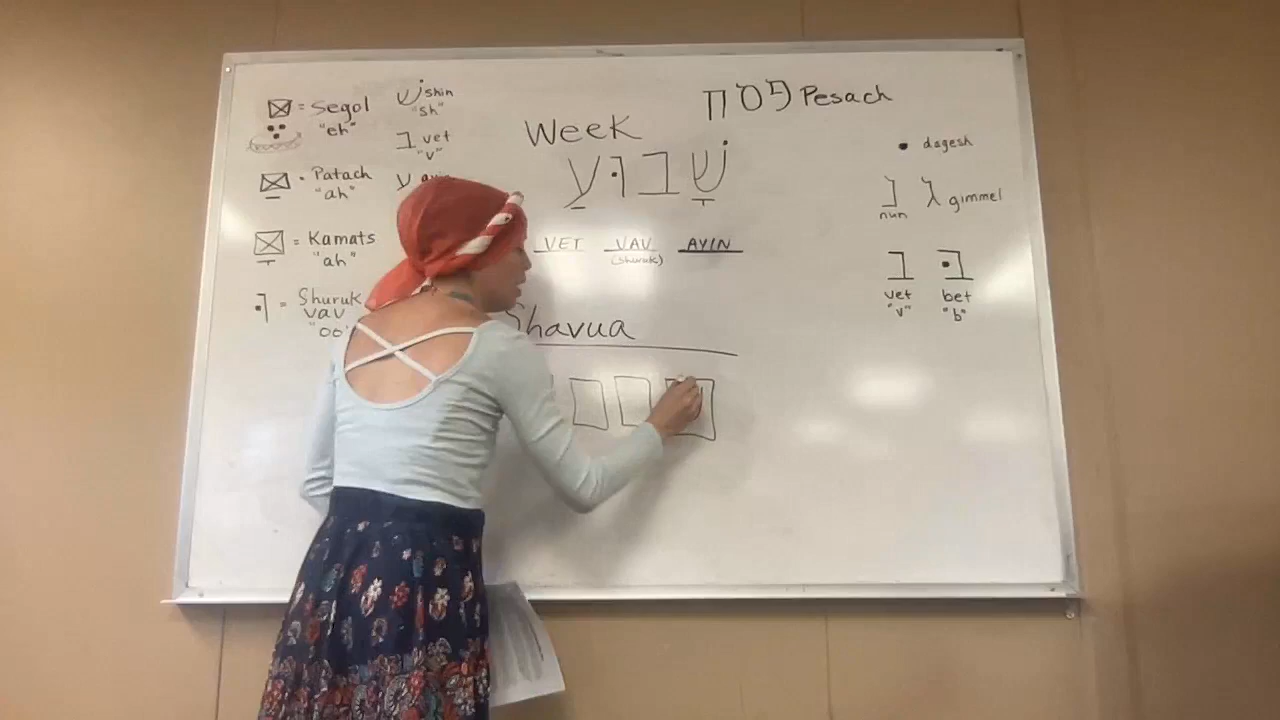 = Segol
"eh"
• Patach
"ah"
= Kamats
"ah"
= Shuruk
vav
"oo"
שׁ shin
"sh"
ב vet
"v"
ע
Week
שָׁבוּעַ
VET VAV AYIN
(shuruk)
Shavua
פסח Pesach
• dagesh
נ ג gimmel
nun
ב בּ
vet bet
"v" "b"